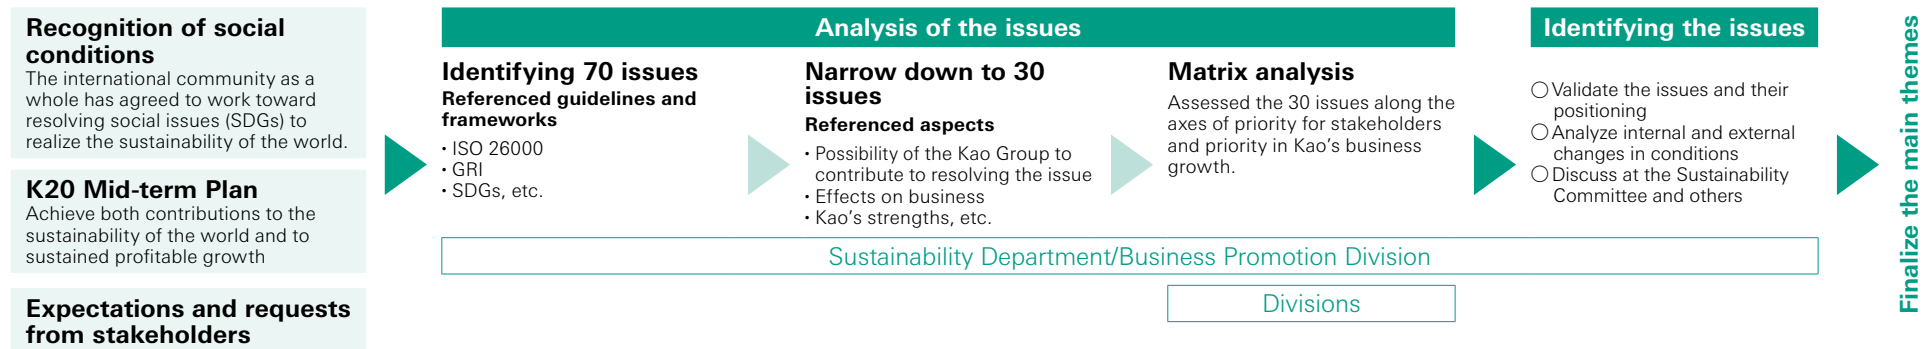 Recognition of social
conditions
The international community as a
whole has agreed to work toward
resolving social issues (SDGs) to
realize the sustainability of the world.
K20 Mid-term Plan
Achieve both contributions to the
sustainability of the world and to
sustained profitable growth
Expectations and requests
from stakeholders
Analysis of the issues
Identifying 70 issues
Referenced guidelines and
frameworks
・ISO 26000
・GRI
・SDGs, etc.
Narrow down to 30
issues
Referenced aspects
・Possibility of the Kao Group to
contribute to resolving the issue
・Effects on business
・Kao’s strengths, etc.
Matrix analysis
Assessed the 30 issues along the
axes of priority for stakeholders
and priority in Kao’s business
growth.
Identifying the issues
○Validate the issues and their
positioning
○Analyze internal and external
changes in conditions
○Discuss at the Sustainability
Committee and others
Sustainability Department/Business Promotion Division
Divisions
Finalize the main themes